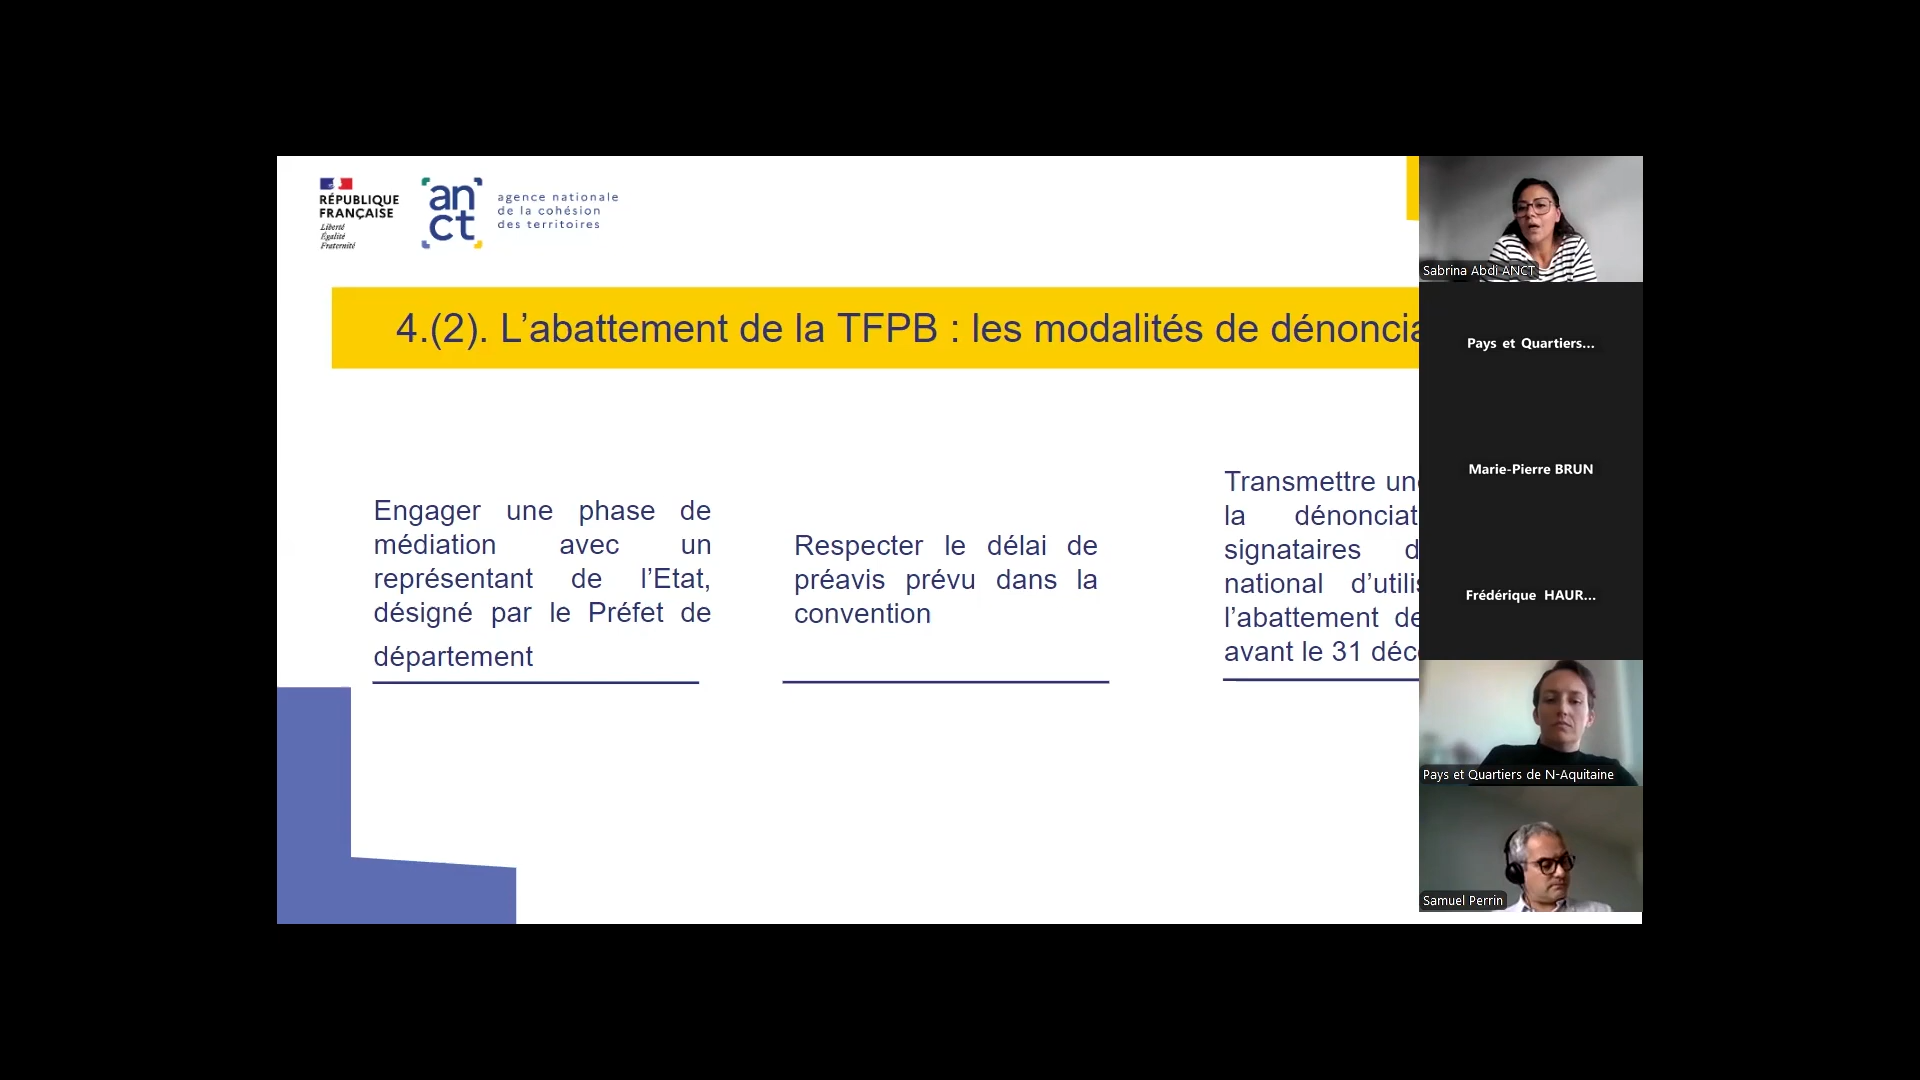 RÉPUBLIQUE
FRANÇAISE
Liberté
Égalité
Fraternité
an
ct
agence nationale
de la cohésion
des territoires
4.(2). L’abattement de la TFPB : les modalités de dénoncia
Engager une phase de
médiation avec un
représentant de l’Etat,
désigné par le Préfet de
département
Respecter le délai de
préavis prévu dans la
convention
Transmettre une
la dénonciat
signataires d
national d’utilis
l’abattement de
avant le 31 déc
Sabrina Abdi ANCT
Pays et Quartiers...
Marie-Pierre BRUN
Frédérique HAUR...
Pays et Quartiers de N-Aquitaine
Samuel Perrin